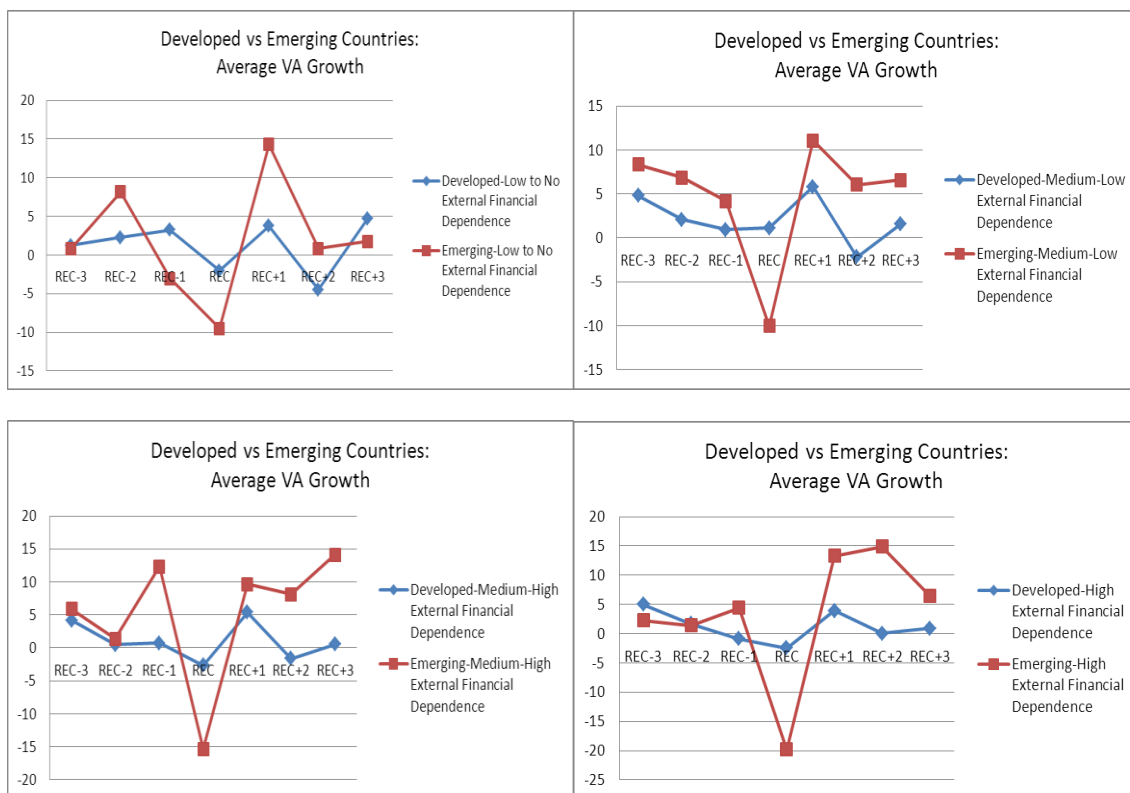 Developed vs Emerging Countries:
Average VA Growth
20
15
10
5
0
-5
-10
-15
REC-3 REC-2 REC-1 REC REC+1 REC+2 REC+3
Developed-Low to No
External Financial
Dependence
Emerging-Low to No
External Financial
Dependence
Developed vs Emerging Countries:
Average VA Growth
15
10
5
0
-5
-10
-15
REC-3 REC-2 REC-1 REC REC+1 REC+2 REC+3
Developed-Medium-Low
External Financial
Dependence
Emerging-Medium-Low
External Financial
Dependence
Developed vs Emerging Countries:
Average VA Growth
20
15
10
5
0
-5
-10
-15
-20
REC-3 REC-2 REC-1 REC REC+1 REC+2 REC+3
Developed-Medium-High
External Financial
Dependence
Emerging-Medium-High
External Financial
Dependence
Developed vs Emerging Countries:
Average VA Growth
20
15
10
5
0
-5
-10
-15
-20
-25
REC-3 REC-2 REC-1 REC REC+1 REC+2 REC+3
Developed-High
External Financial
Dependence
Emerging-High
External Financial
Dependence